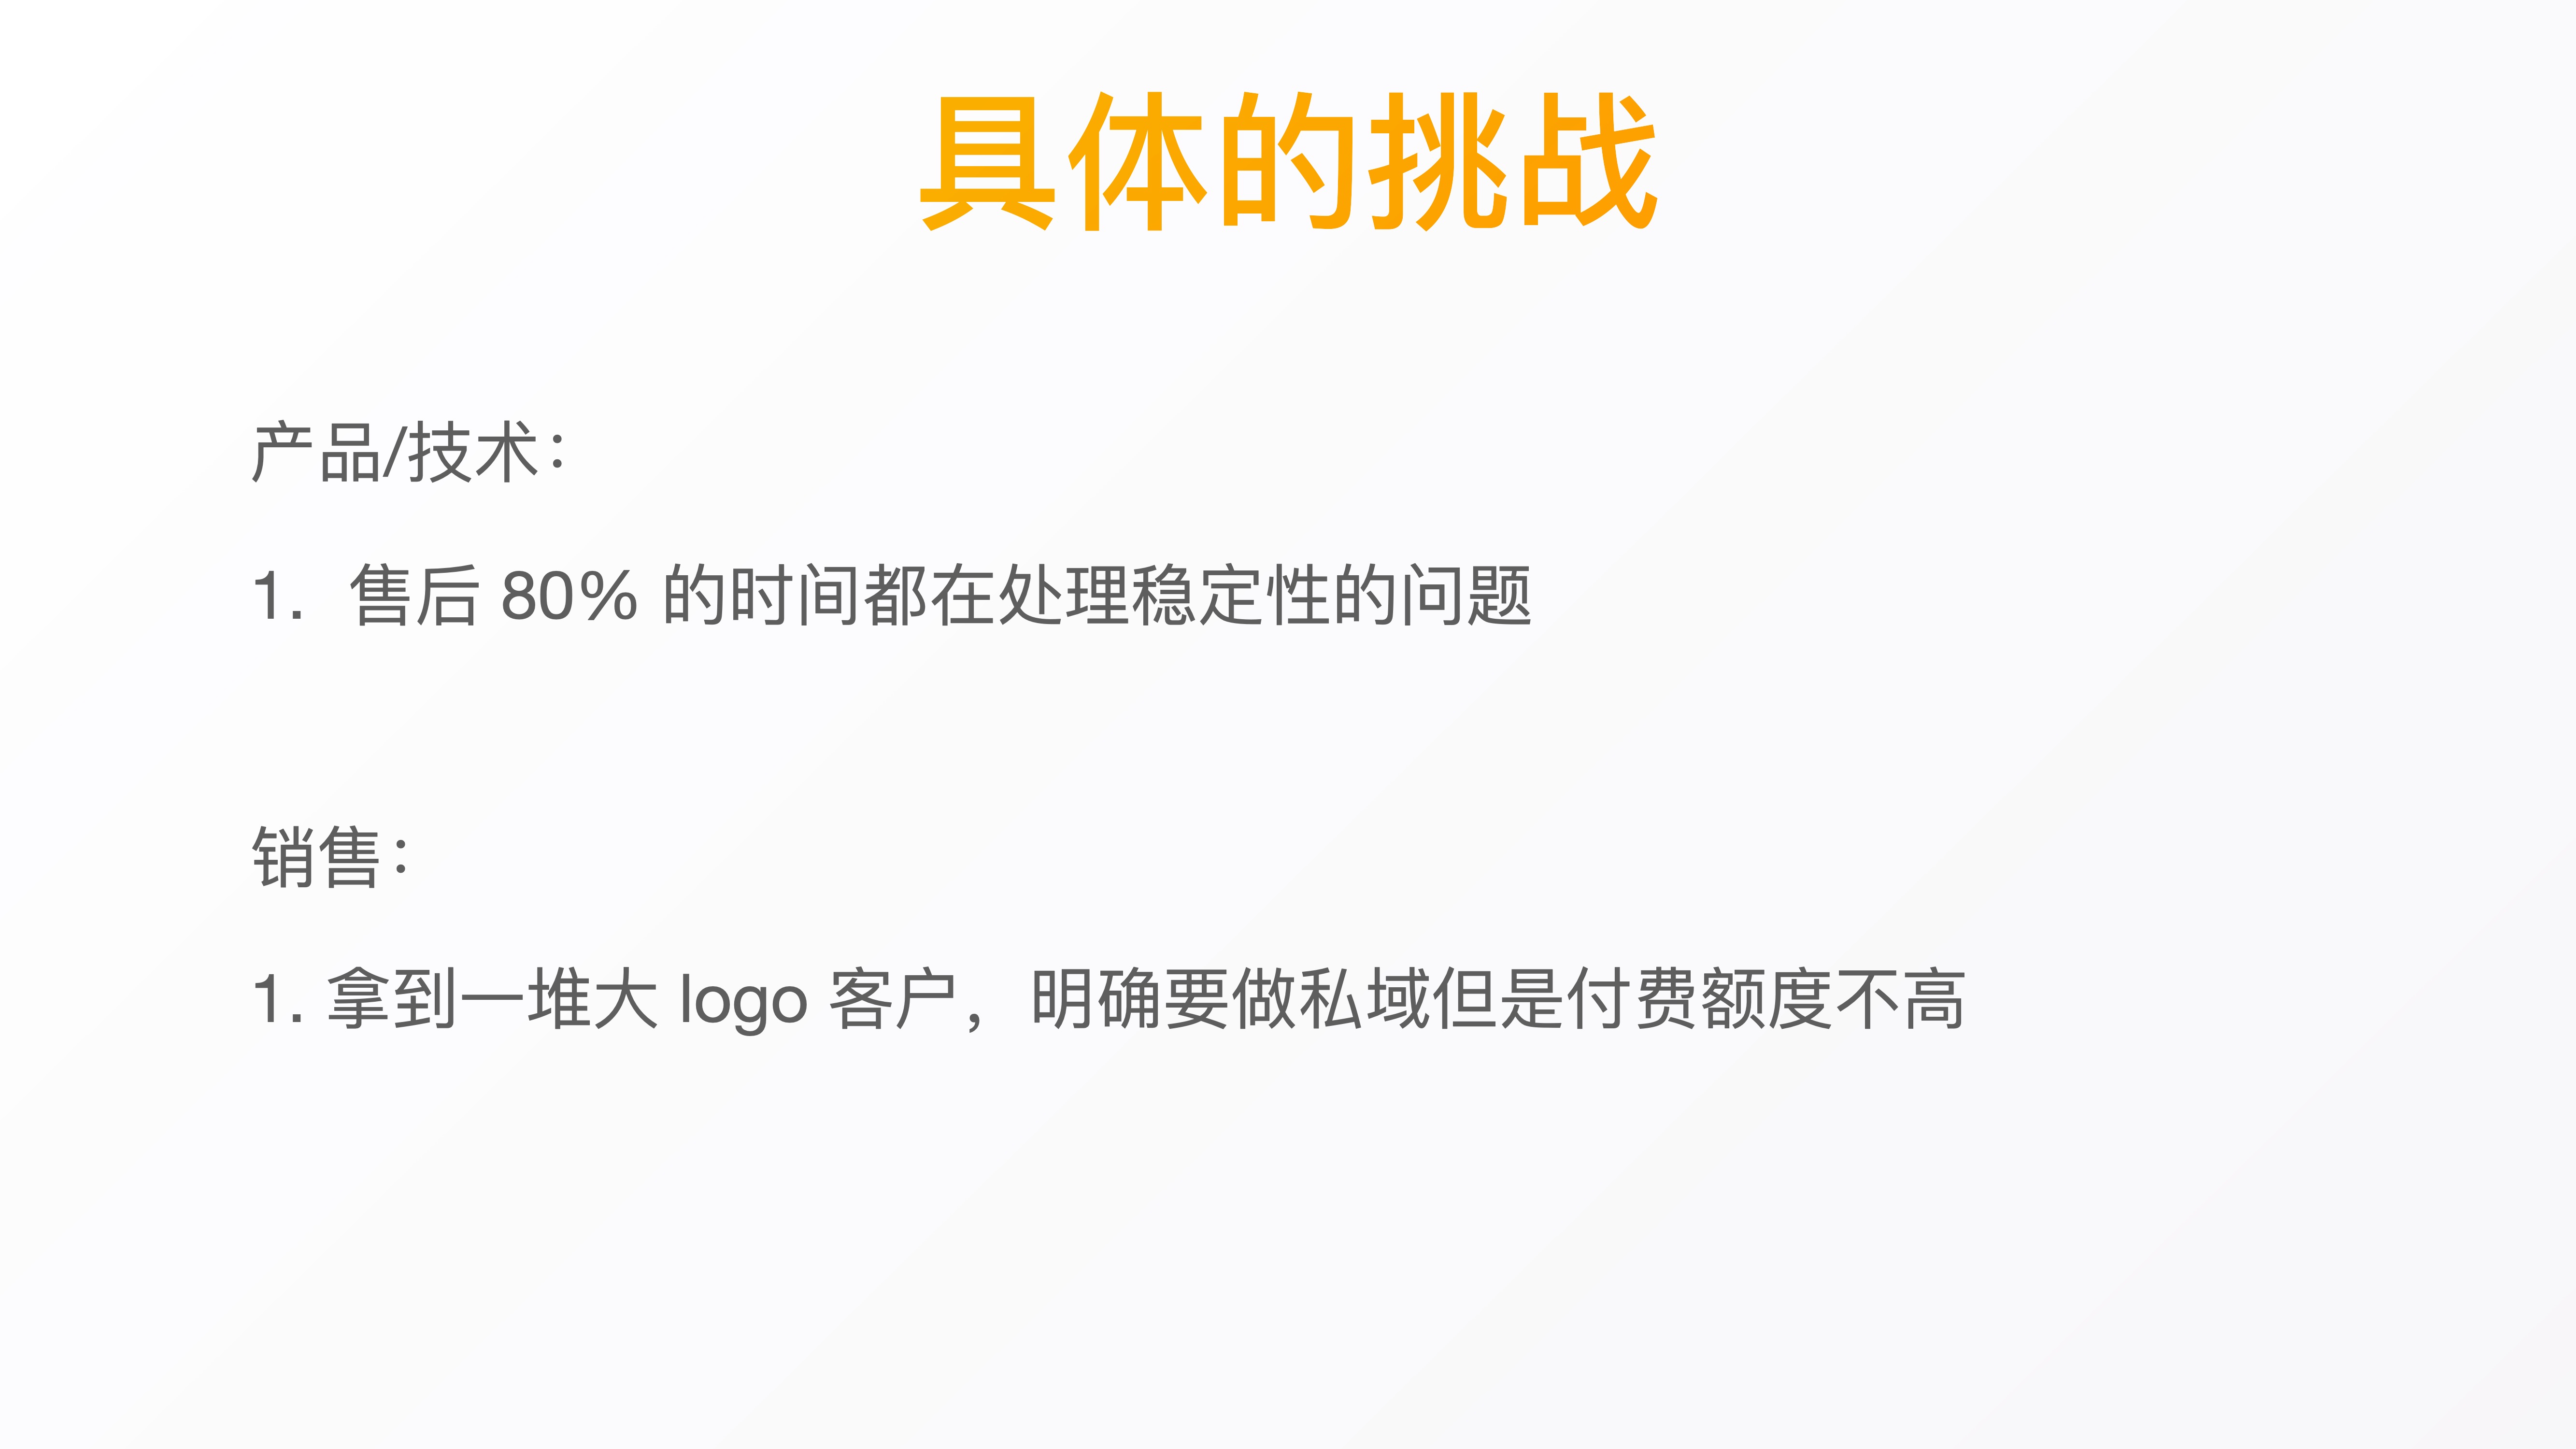 具体的挑战
产品/技术：
1. 售后 80% 的时间都在处理稳定性的问题
销售：
1. 拿到一堆大 logo 客户，明确要做私域但是付费额度不高